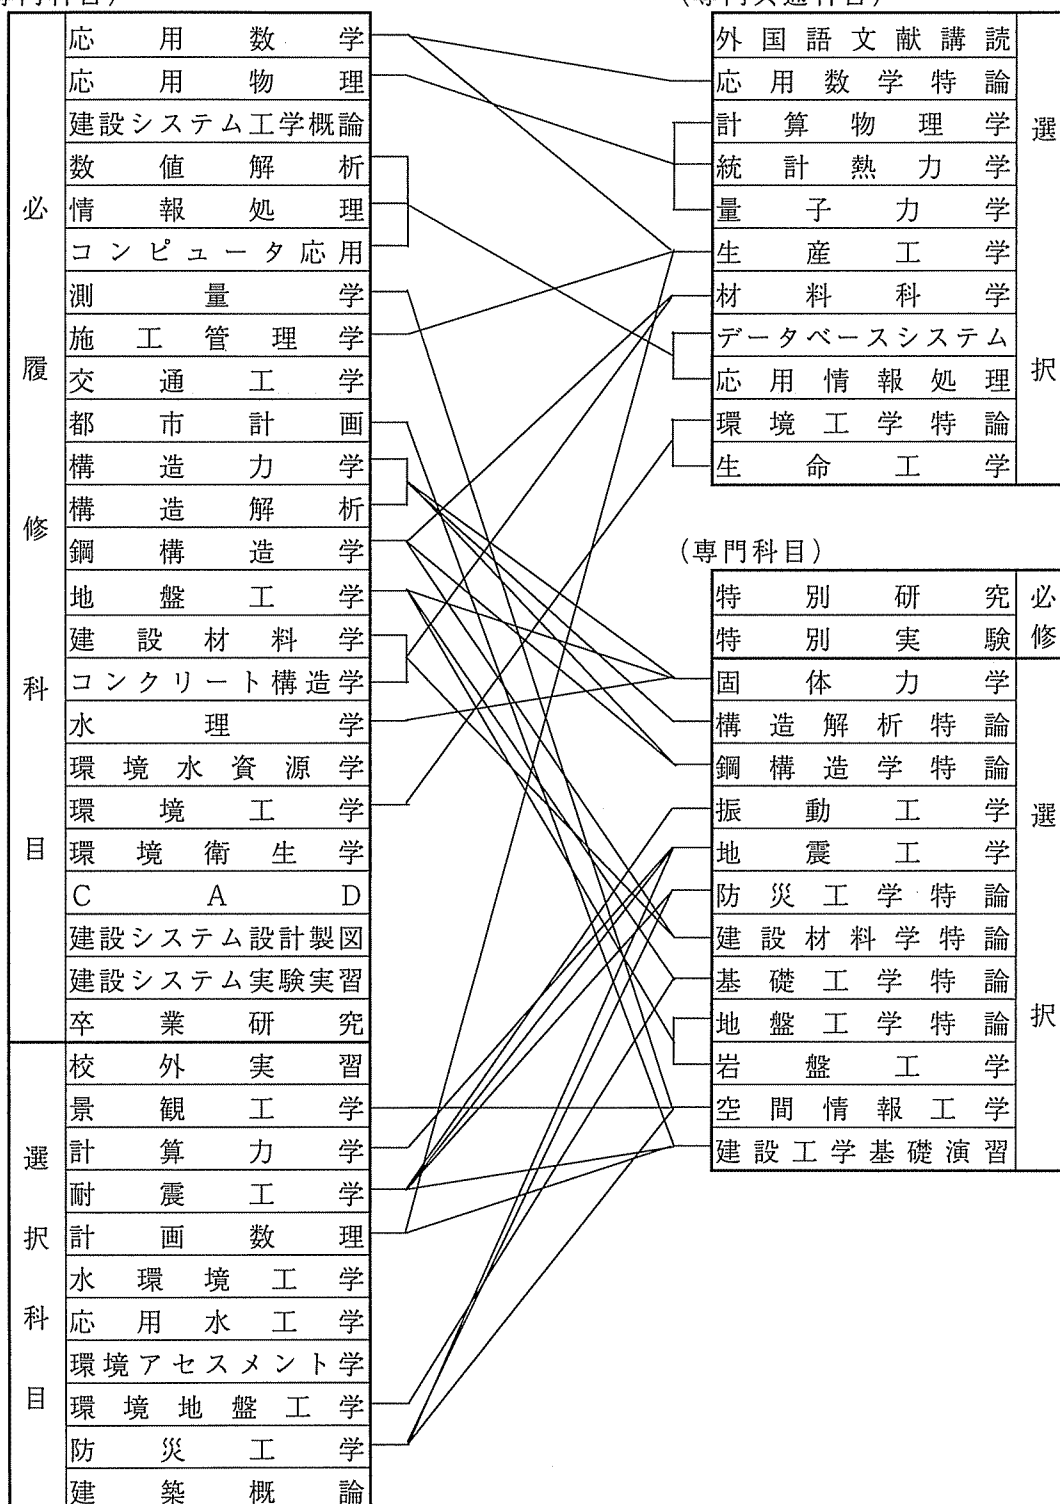 応用数学
応用物理
建設システム工学概論
数値解析
情報処理
コンピュータ応用
測量学
施工管理学
交通工学
都市計画
構造力学
構造解析
鋼構造学
地盤工学
建設材料学
コンクリート構造学
水理学
環境水資源学
環境工学
環境衛生学
CAD
建設システム設計製図
建設システム実験実習
卒業研究
必履修科目
校外実習
景観工学
計算力学
耐震工学
計画数理
水環境工学
応用水工学
環境アセスメント学
環境地盤工学
防災工学
建築概論
選択科目
外国語文献講読
応用数学特論
計算物理学
統計熱力学
量子力学
生産工学
材料科学
データベースシステム
応用情報処理
環境工学特論
生命工学
選択
(専門科目)
特別研究
特別実験
必修
固体力学
構造解析特論
鋼構造学特論
振動工学
地震工学
防災工学特論
建設材料学特論
基礎工学特論
地盤工学特論
岩盤工学
空間情報工学
建設工学基礎演習
選択